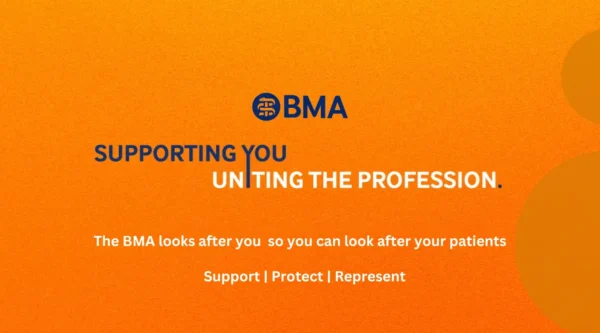 BMA
SUPPORTING YOU
UNITING THE PROFESSION.
The BMA looks after you so you can look after your patients
Support | Protect | Represent